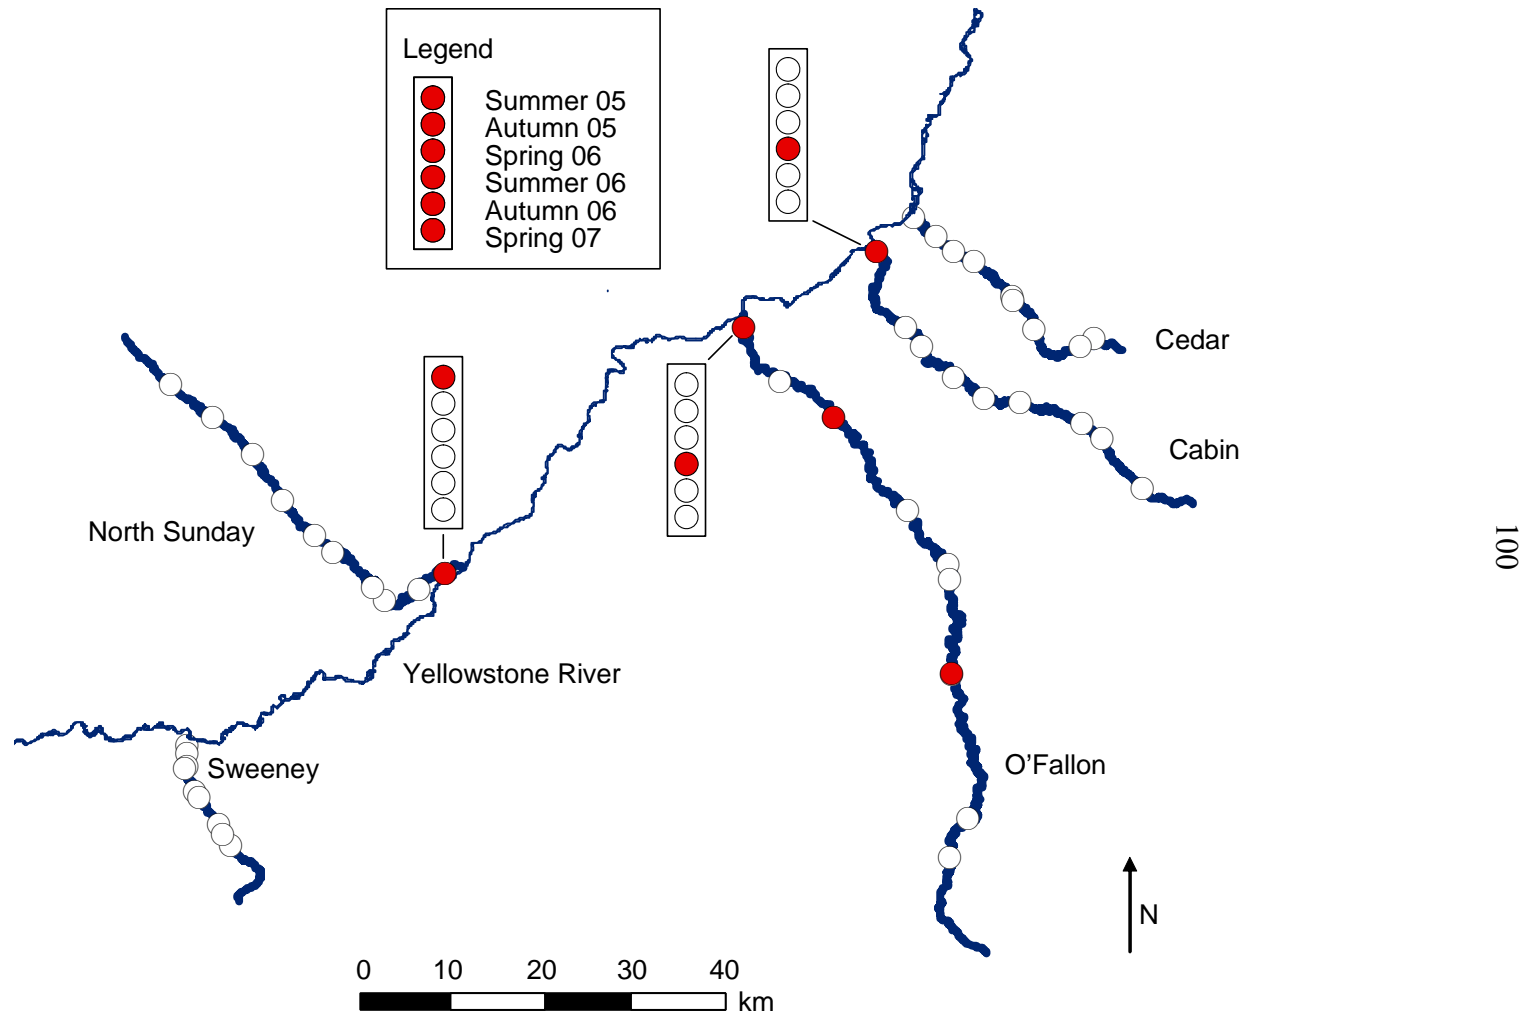 Legend
Summer 05
Autumn 05
Spring 06
Summer 06
Autumn 06
Spring 07
Cedar
Cabin
North Sunday
Yellowstone River
Sweeney
O'Fallon
N
0 10 20 30 40
km
100